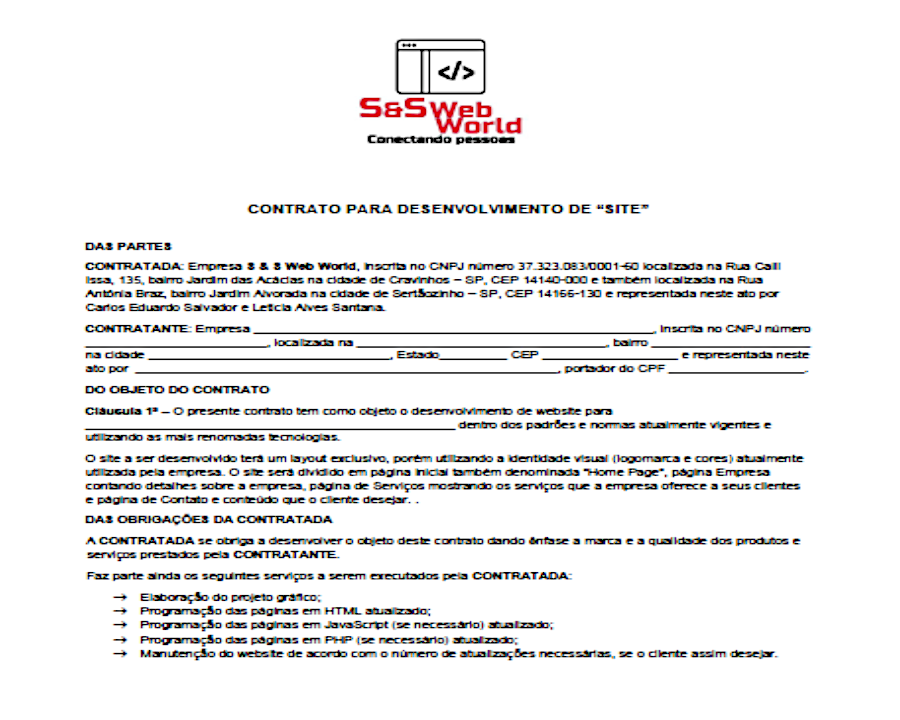 </>
S&S Web
World
Conectando pessoas
CONTRATO PARA DESENVOLVIMENTO DE “SITE”
DAS PARTES
CONTRATADA: Empresa S & S Web World, inscrita no CNPJ número 37.323.083/0001-60 localizada na Rua Calil
Issa, 135, bairro Jardim das Acácias na cidade de Cravinhos – SP, CEP 14140-000 e também localizada na Rua
Antônia Braz, bairro Jardim Alvorada na cidade de Sertãozinho – SP, CEP 14166-130 e representada neste ato por
Carlos Eduardo Salvador e Leticia Alves Santana.
CONTRATANTE: Empresa ____________________, inscrita no CNPJ número
____________________, localizada na ____________________, bairro ____________________
na cidade ____________________, Estado__________ CEP ____________________ e representada neste
ato por ____________________, portador do CPF ____________________.
DO OBJETO DO CONTRATO
Cláusula 1ª – O presente contrato tem como objeto o desenvolvimento de website para
____________________ dentro dos padrões e normas atualmente vigentes e
utilizando as mais renomadas tecnologias.
O site a ser desenvolvido terá um layout exclusivo, porém utilizando a identidade visual (logomarca e cores) atualmente
utilizada pela empresa. O site será dividido em página inicial também denominada “Home Page”, página Empresa
contando detalhes sobre a empresa, página de Serviços mostrando os serviços que a empresa oferece a seus clientes
e página de Contato e conteúdo que o cliente desejar. .
DAS OBRIGAÇÕES DA CONTRATADA
A CONTRATADA se obriga a desenvolver o objeto deste contrato dando ênfase a marca e a qualidade dos produtos e
serviços prestados pela CONTRATANTE.
Faz parte ainda os seguintes serviços a serem executados pela CONTRATADA:
→ Elaboração do projeto gráfico;
→ Programação das páginas em HTML atualizado;
→ Programação das páginas em JavaScript (se necessário) atualizado;
→ Programação das páginas em PHP (se necessário) atualizado;
→ Manutenção do website de acordo com o número de atualizações necessárias, se o cliente assim desejar.